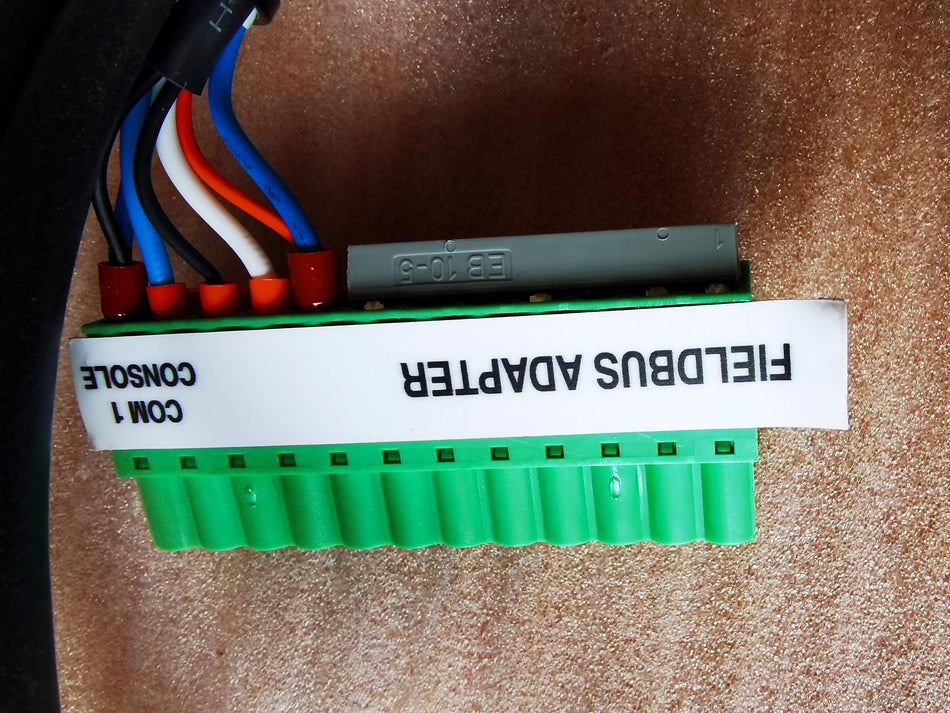 FIELDBUS ADAPTER
COM 1
CONSOLE
EB 10-5
1
H